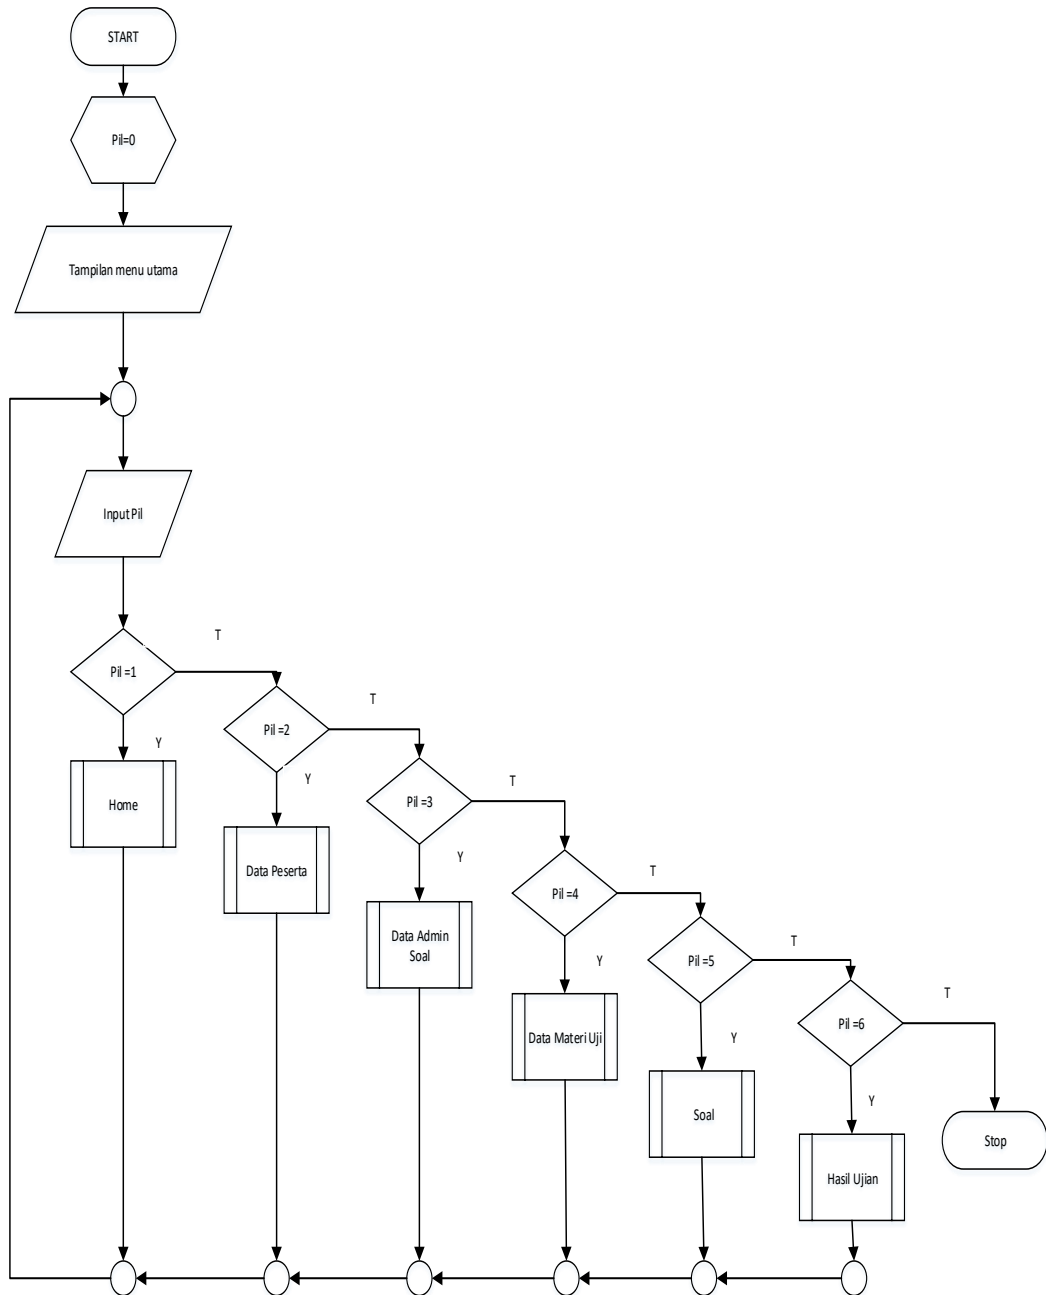 START
Pil=0
Tampilan menu utama
Input Pil
Pil =1
T
Y
Home
Pil =2
T
Y
Data Peserta
Pil =3
T
Y
Data Admin
Soal
Pil =4
T
Y
Data Materi Uji
Pil =5
T
Y
Soal
Pil =6
T
Y
Hasil Ujian
Stop